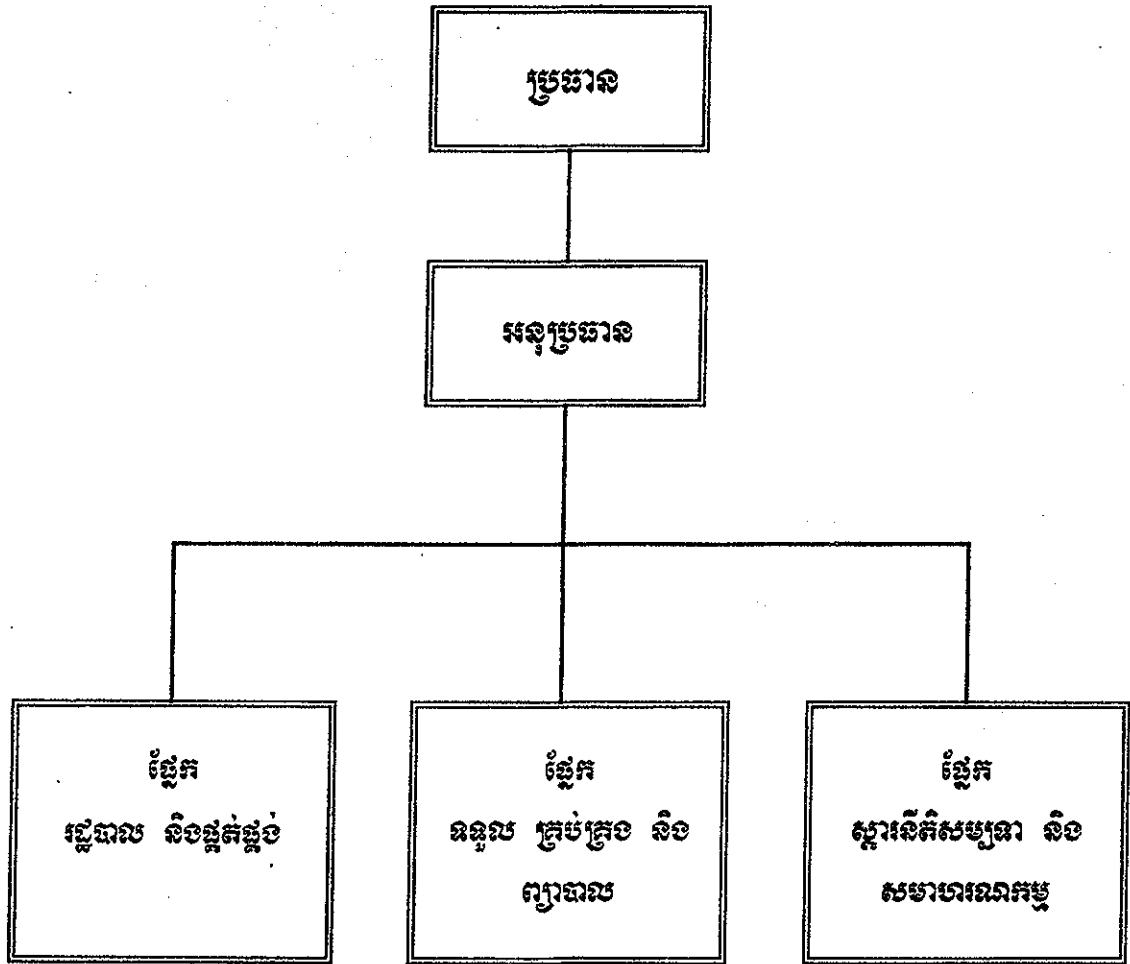 ប្រធាន
អនុប្រធាន
ផ្នែក
រដ្ឋបាល និងផ្គត់ផ្គង់
ផ្នែក
ទទួល គ្រប់គ្រង និង
ព្យាបាល
ផ្នែក
ស្តារនីតិសម្បទា និង
សមាហរណកម្ម